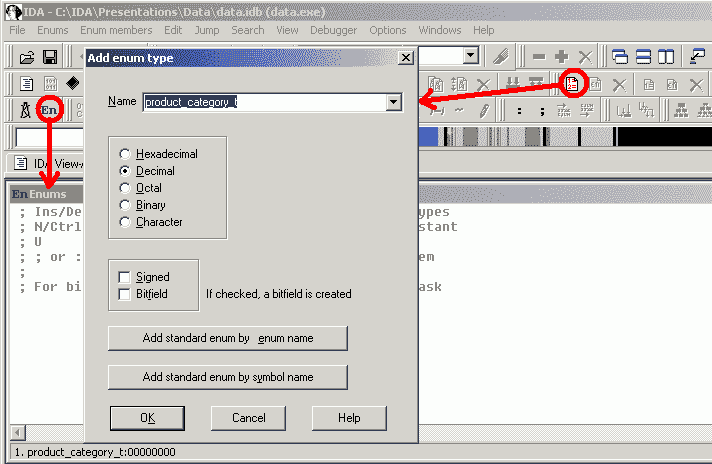 IDA - C:\IDA\Presentations\Data\data.idb (data.exe)
File Enums Enum members Edit Jump Search View Debugger Options Windows Help
Add enum type
Name product_category_t
En
Hexadecimal
Decimal
Octal
Binary
Character
IDA View-
En Enums
; Ins/De ypes
; N/Ctrl stant
; U
; ; or : em
;
; For bi ask
Signed
Bitfield If checked, a bitfield is created
Add standard enum by enum name
Add standard enum by symbol name
OK Cancel Help
1. product_category_t:00000000